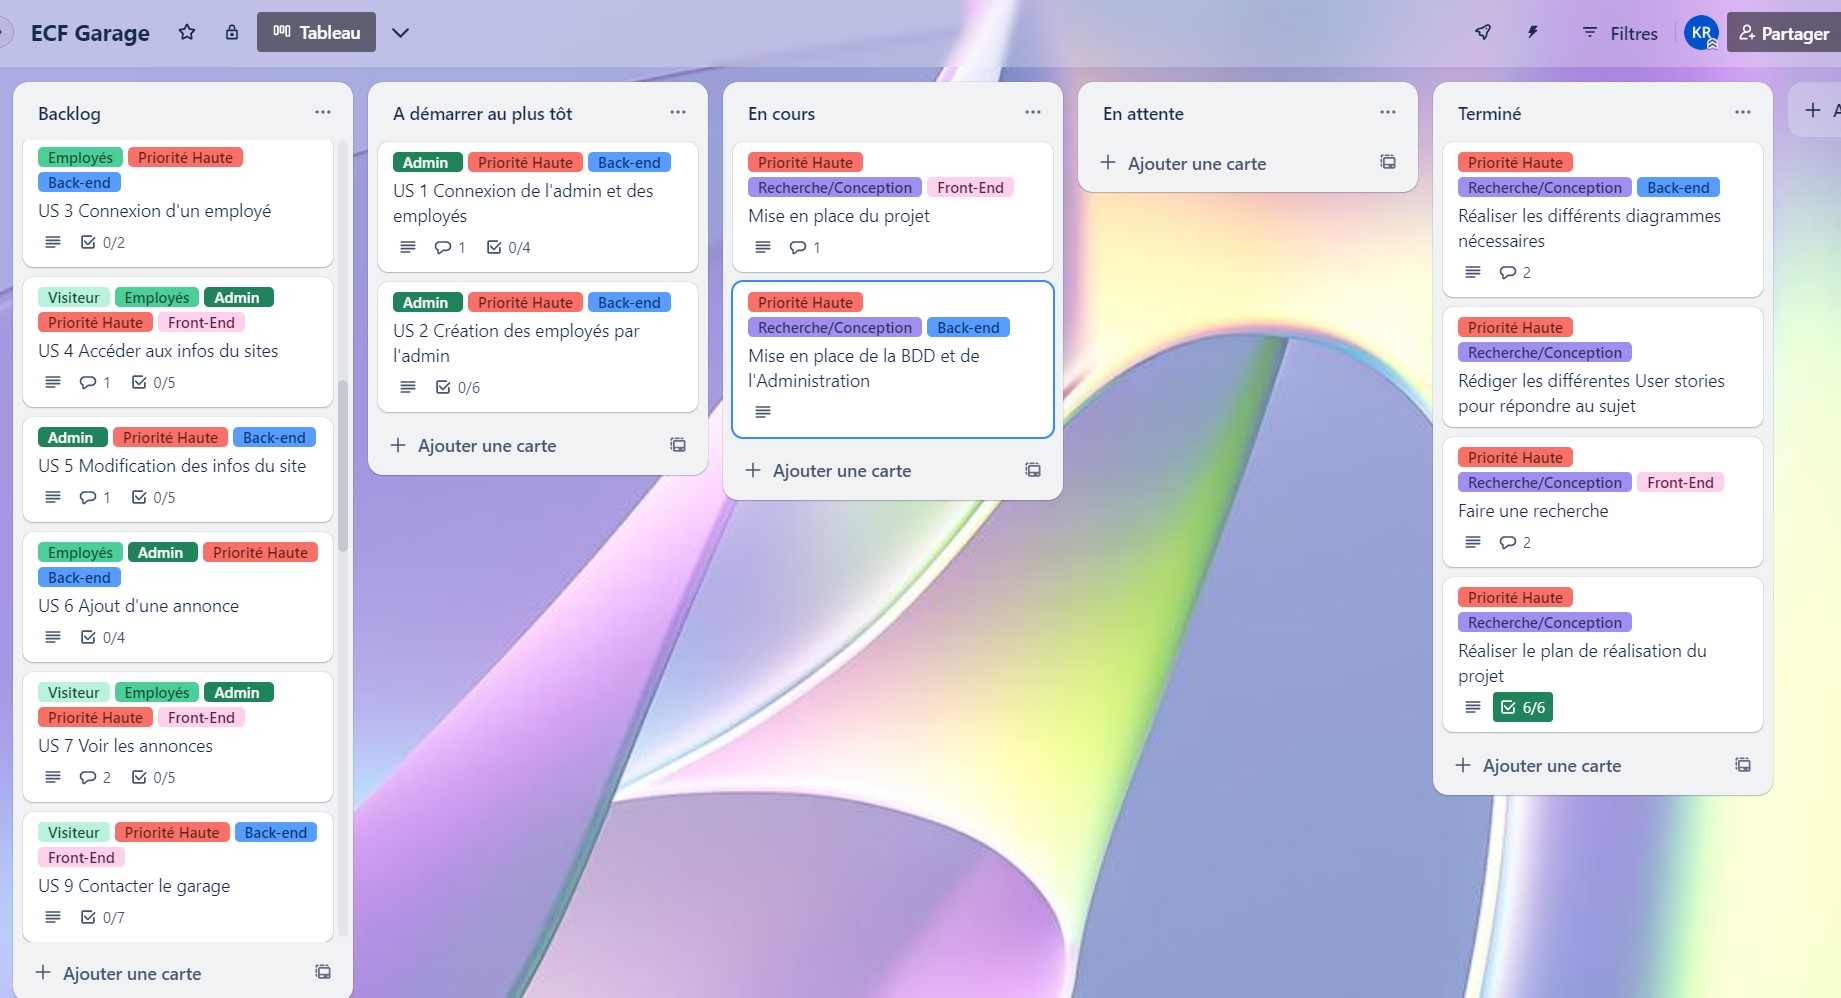 ECF Garage
Tableau
Filtres
KR
Partager
Backlog
Employés Priorité Haute
Back-end
US 3 Connexion d'un employé
0/2
Visiteur Employés Admin
Priorité Haute Front-End
US 4 Accéder aux infos du sites
1 0/5
Admin Priorité Haute Back-end
US 5 Modification des infos du site
1 0/5
Employés Admin Priorité Haute
Back-end
US 6 Ajout d'une annonce
0/4
Visiteur Employés Admin
Priorité Haute Front-End
US 7 Voir les annonces
2 0/5
Visiteur Priorité Haute Back-end
Front-End
US 9 Contacter le garage
0/7
+ Ajouter une carte
A démarrer au plus tôt
Admin Priorité Haute Back-end
US 1 Connexion de l'admin et des
employés
1 0/4
Admin Priorité Haute Back-end
US 2 Création des employés par
l'admin
0/6
+ Ajouter une carte
En cours
Priorité Haute
Recherche/Conception Front-End
Mise en place du projet
1
Priorité Haute
Recherche/Conception Back-end
Mise en place de la BDD et de
l'Administration
+ Ajouter une carte
En attente
+ Ajouter une carte
Terminé
Priorité Haute
Recherche/Conception Back-end
Réaliser les différents diagrammes
nécessaires
2
Priorité Haute
Recherche/Conception
Rédiger les différentes User stories
pour répondre au sujet
Priorité Haute
Recherche/Conception Front-End
Faire une recherche
2
Priorité Haute
Recherche/Conception
Réaliser le plan de réalisation du
projet
6/6
+ Ajouter une carte